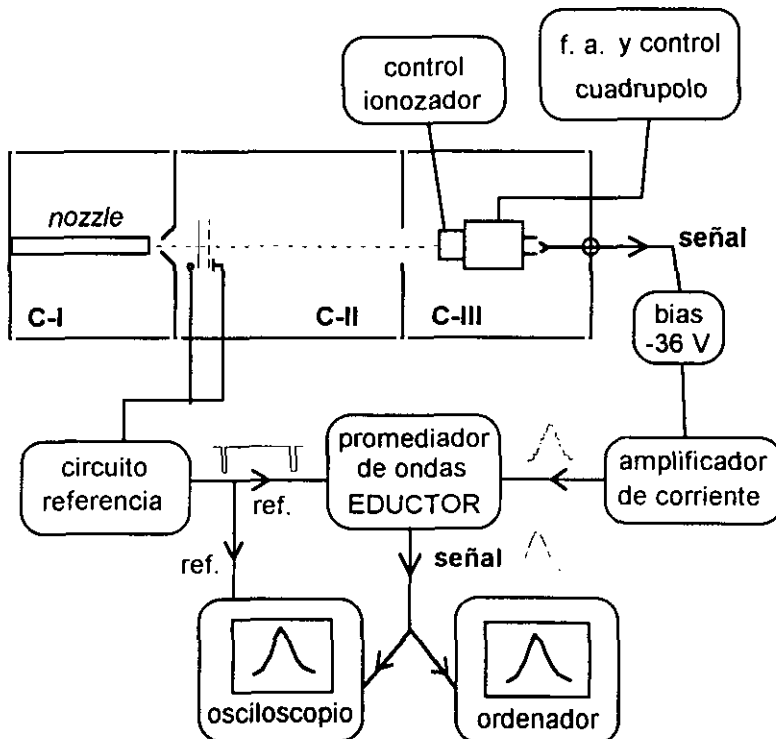 control
ionozador
f. a. y control
cuadrupolo
nozzle
señal
C-I
C-II
C-III
bias
-36 V
circuito
referencia
ref.
promediador
de ondas
EDUCTOR
amplificador
de corriente
ref.
señal
osciloscopio
ordenador